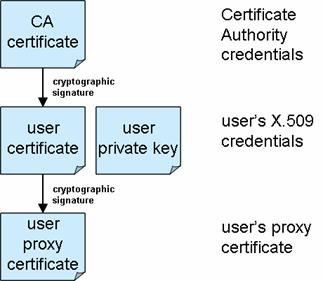 CA
certificate
Certificate
Authority
credentials
cryptographic
signature
user
certificate
user
private key
user's X.509
credentials
cryptographic
signature
user
proxy
certificate
user's proxy
certificate